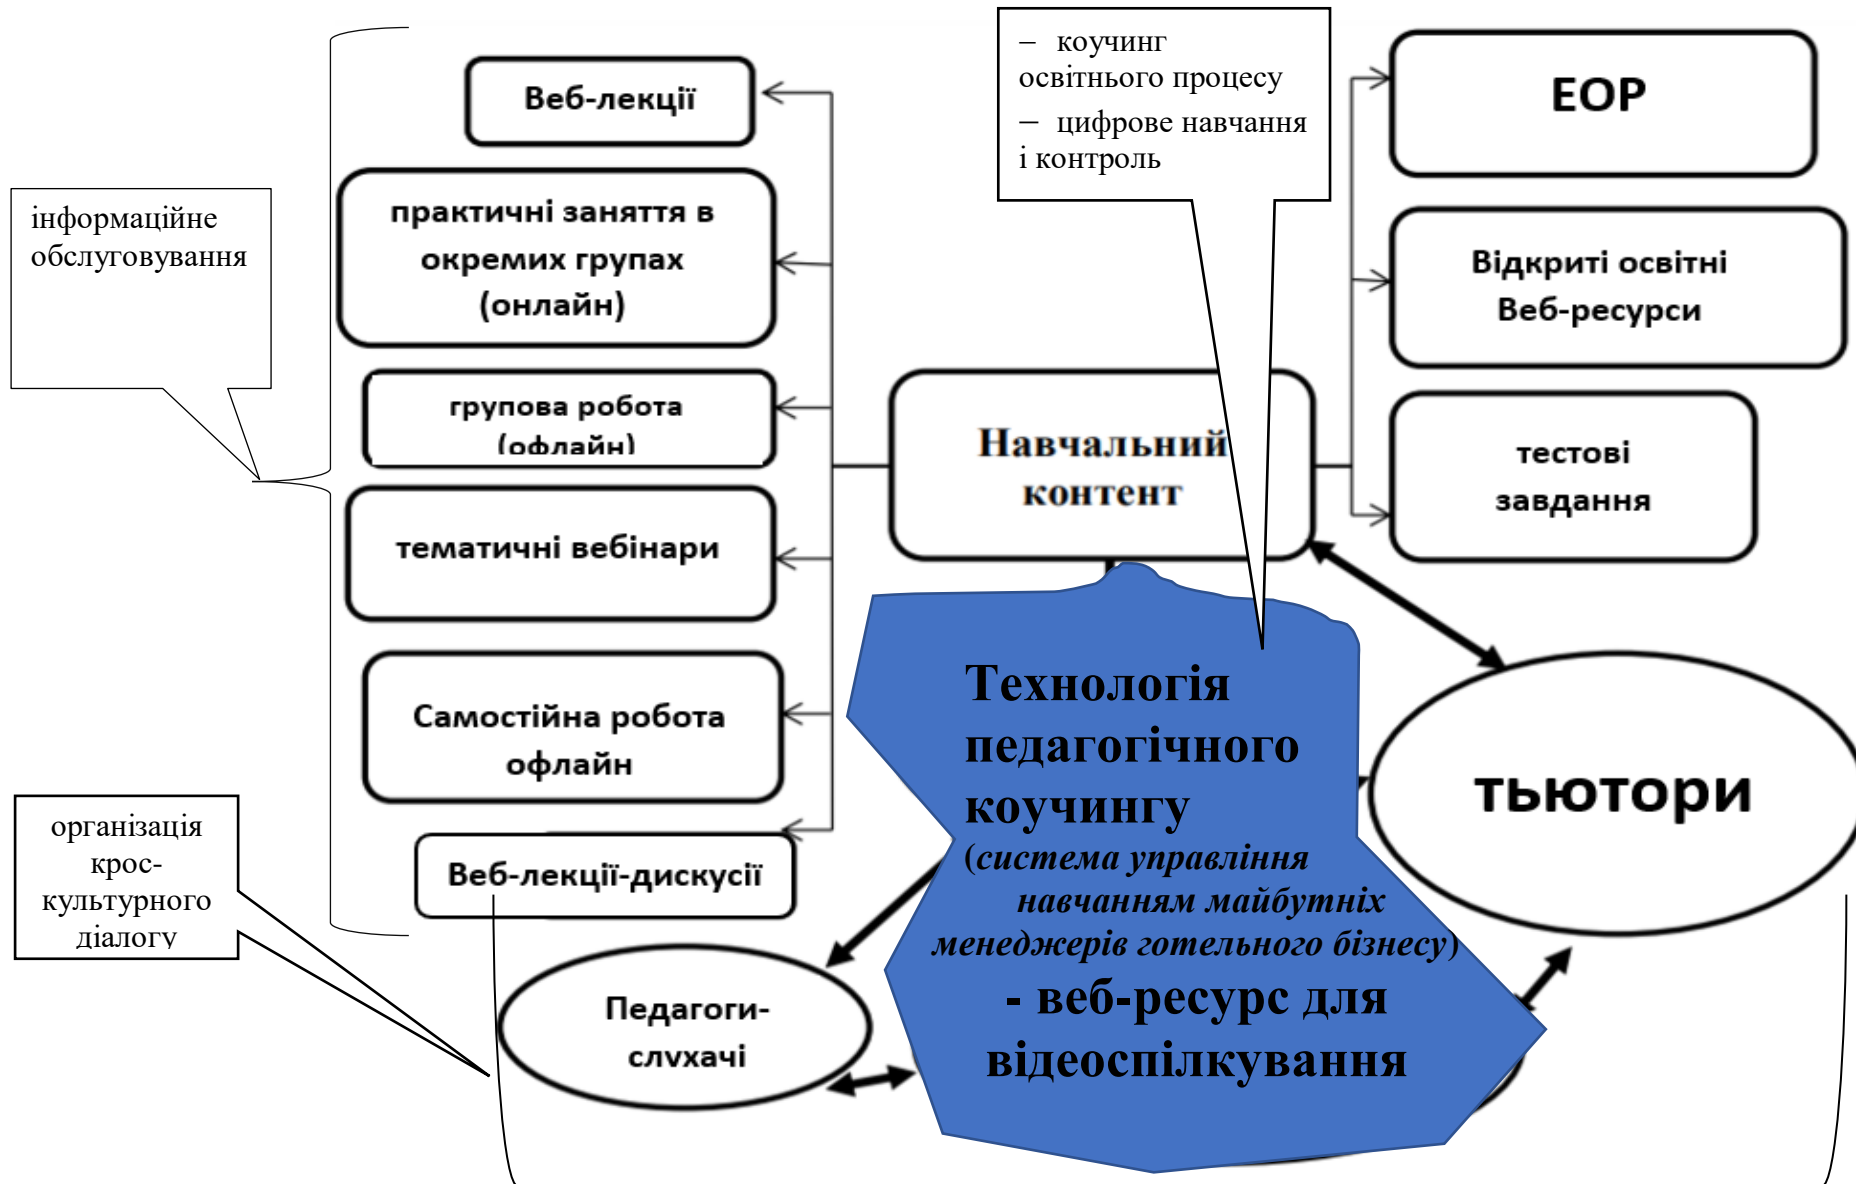 – коучинг
освітнього процесу
– цифрове навчання
і контроль
Веб-лекції
практичні заняття в
окремих групах
(онлайн)
групова робота
(офлайн)
тематичні вебінари
Самостійна робота
офлайн
Веб-лекції-дискусії
інформаційне
обслуговування
організація
крос-
культурного
діалогу
Навчальний
контент
ЕОР
Відкриті освітні
Веб-ресурси
тестові
завдання
тьютори
Технологія
педагогічного
коучингу
(система управління
навчанням майбутніх
менеджерів готельного бізнесу)
- веб-ресурс для
відеоспілкування
Педагоги-
слухачі